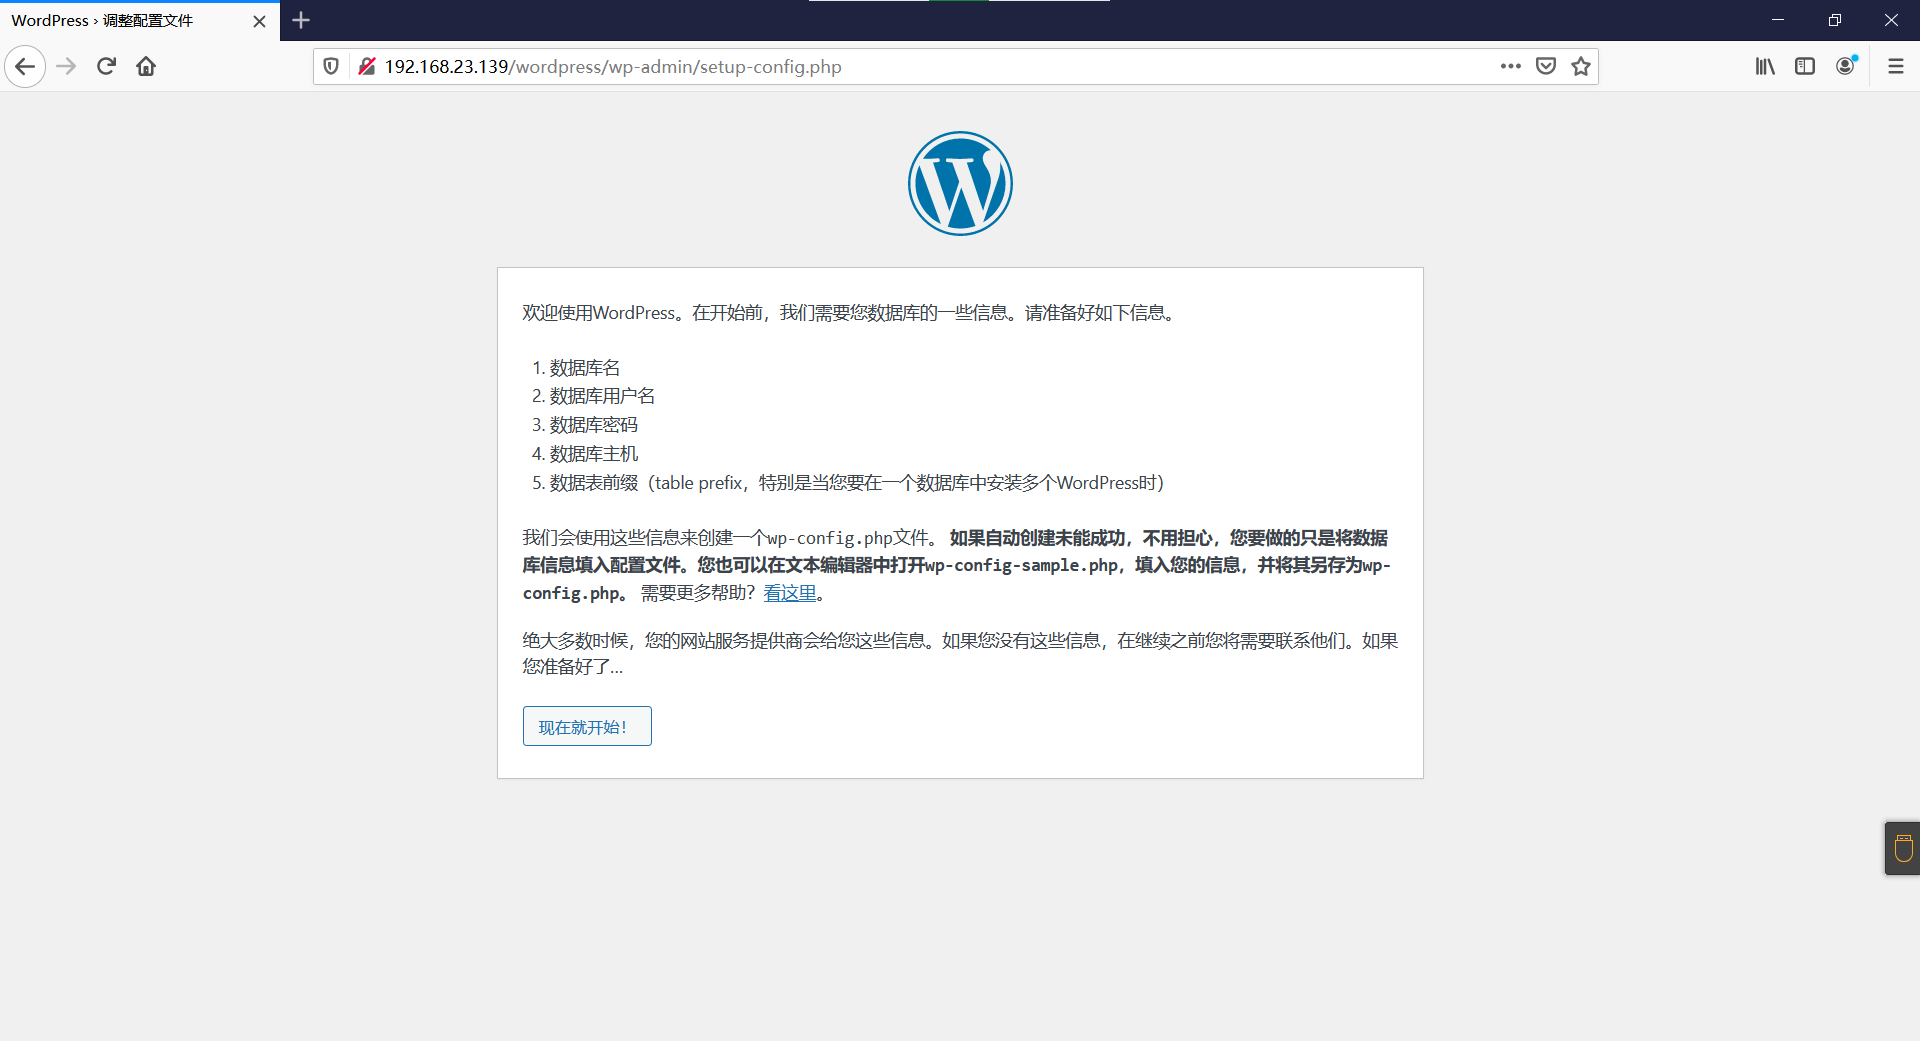 WordPress › 调整配置文件
192.168.23.139/wordpress/wp-admin/setup-config.php
欢迎使用WordPress。在开始前，我们需要您数据库的一些信息。请准备好如下信息。
1. 数据库名
2. 数据库用户名
3. 数据库密码
4. 数据库主机
5. 数据表前缀（table prefix，特别是当您要在一个数据库中安装多个WordPress时）
我们会使用这些信息来创建一个wp-config.php文件。 如果自动创建未能成功，不用担心，您要做的只是将数据
库信息填入配置文件。您也可以在文本编辑器中打开wp-config-sample.php，填入您的信息，并将其另存为wp-
config.php。 需要更多帮助？看这里。
绝大多数时候，您的网站服务提供商会给您这些信息。如果您没有这些信息，在继续之前您将需要联系他们。如果
您准备好了…
现在就开始！